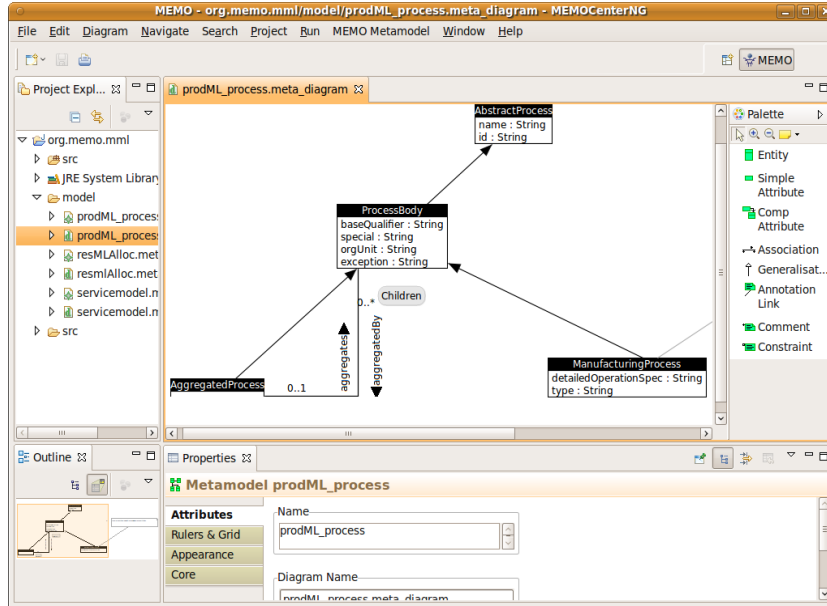 MEMO - org.memo.mml/model/prodML_process.meta_diagram - MEMOCenterNG
File Edit Diagram Navigate Search Project Run MEMO Metamodel Window Help
MEMO
Project Expl...
org.memo.mml
src
JRE System Library
model
prodML_process
prodML_process
resMLAlloc.met
resmlAlloc.met
servicemodel.m
servicemodel.m
src
prodML_process.meta_diagram
AbstractProcess
name : String
id : String
ProcessBody
baseQualifier : String
special : String
orgUnit : String
exception : String
0..*
Children
aggregates
aggregatedBy
AggregatedProcess
0..1
ManufacturingProcess
detailedOperationSpec : String
type : String
Palette
Entity
Simple
Attribute
Comp
Attribute
Association
Generalisat...
Annotation
Link
Comment
Constraint
Outline
Properties
Metamodel prodML_process
Attributes
Rulers & Grid
Appearance
Core
Name
prodML_process
Diagram Name
prodML_process.meta_diagram